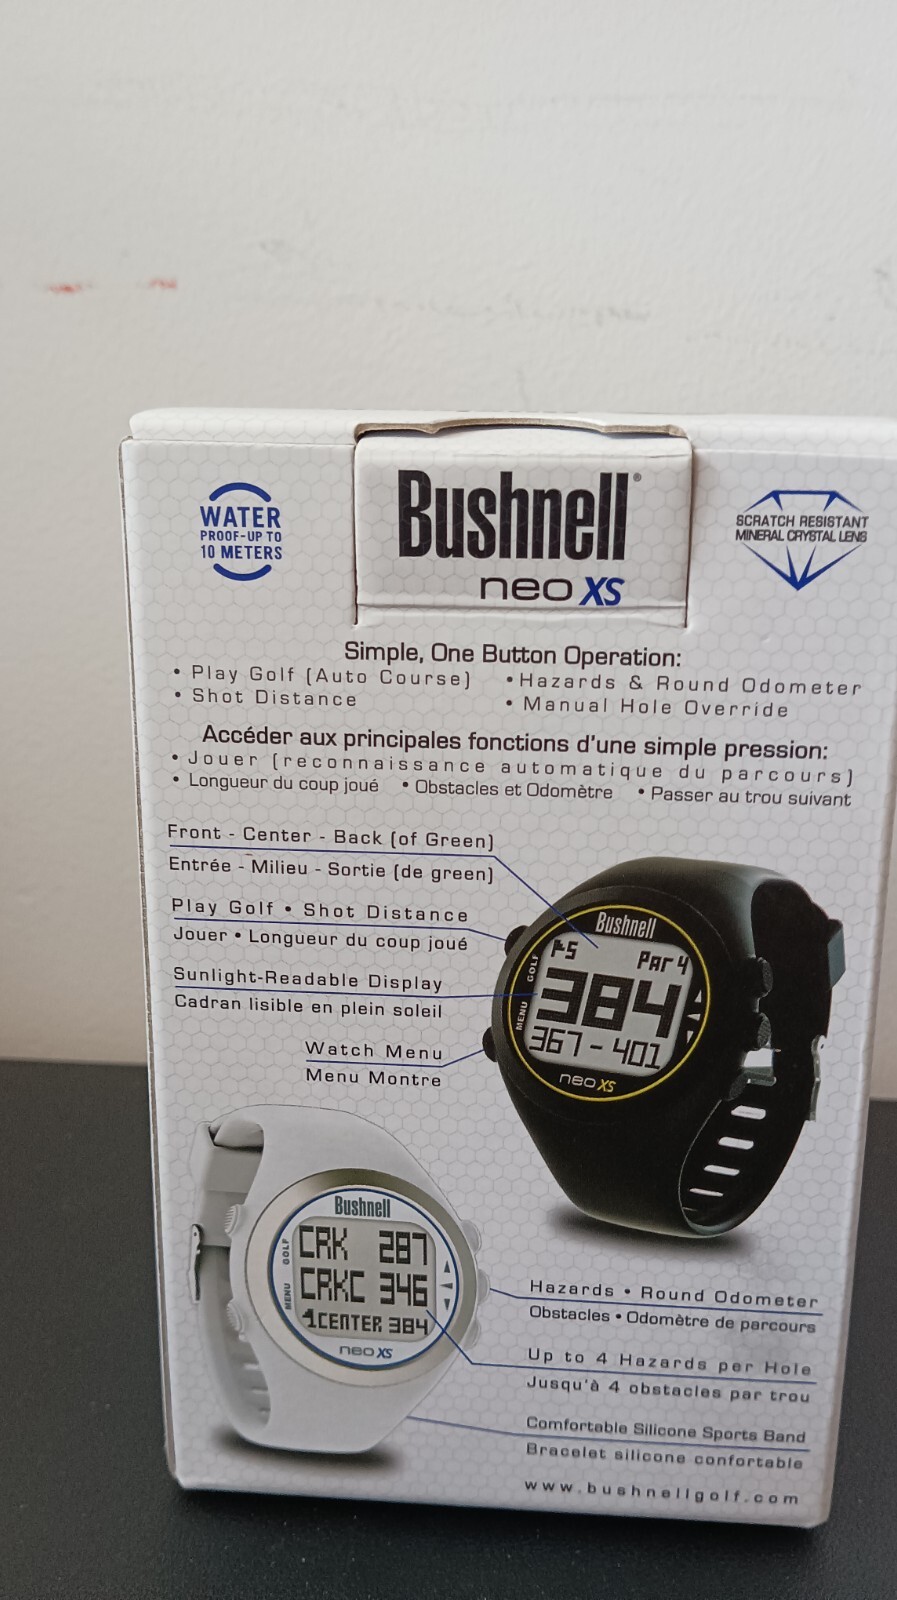 WATER
PROOF-UP TO
10 METERS
Bushnell®
neo XS
SCRATCH RESISTANT
MINERAL CRYSTAL LENS
Simple, One Button Operation:
• Play Golf (Auto Course) • Hazards & Round Odometer
• Shot Distance • Manual Hole Override
Accéder aux principales fonctions d'une simple pression:
• Jouer (reconnaissance automatique du parcours)
• Longueur du coup joué • Obstacles et Odomètre • Passer au trou suivant
Front - Center - Back (of Green)
Entrée - Milieu - Sortie (de green)
Play Golf • Shot Distance
Jouer • Longueur du coup joué
Sunlight-Readable Display
Cadran lisible en plein soleil
Watch Menu
Menu Montre
Bushnell
5 Par 4
384
367 - 401
GOLF
MENU
neo XS
Bushnell
CRK 287
CRKC 346
1CENTER 384
GOLF
MENU
neo XS
Hazards • Round Odometer
Obstacles • Odomètre de parcours
Up to 4 Hazards per Hole
Jusqu'à 4 obstacles par trou
Comfortable Silicone Sports Band
Bracelet silicone confortable
www.bushnellgolf.com